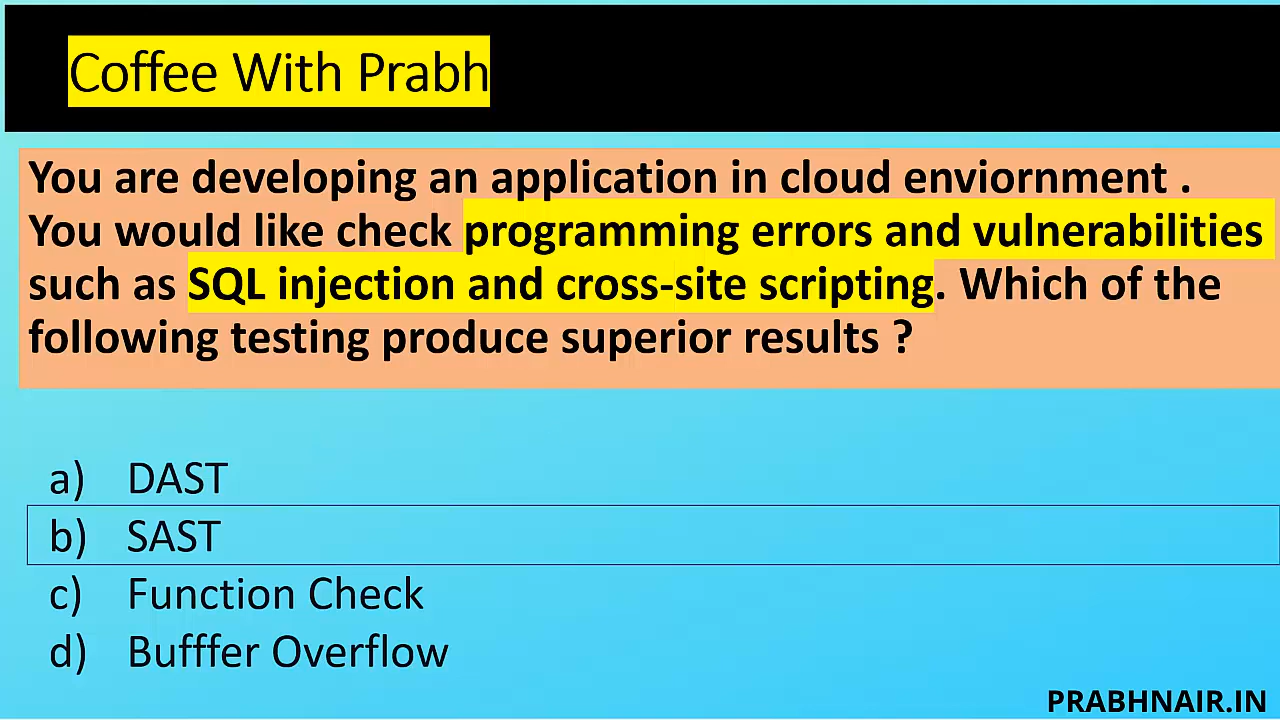 Coffee With Prabh
You are developing an application in cloud enviornment .
You would like check programming errors and vulnerabilities
such as SQL injection and cross-site scripting. Which of the
following testing produce superior results ?
a) DAST
b) SAST
c) Function Check
d) Bufffer Overflow
PRABHNAIR.IN